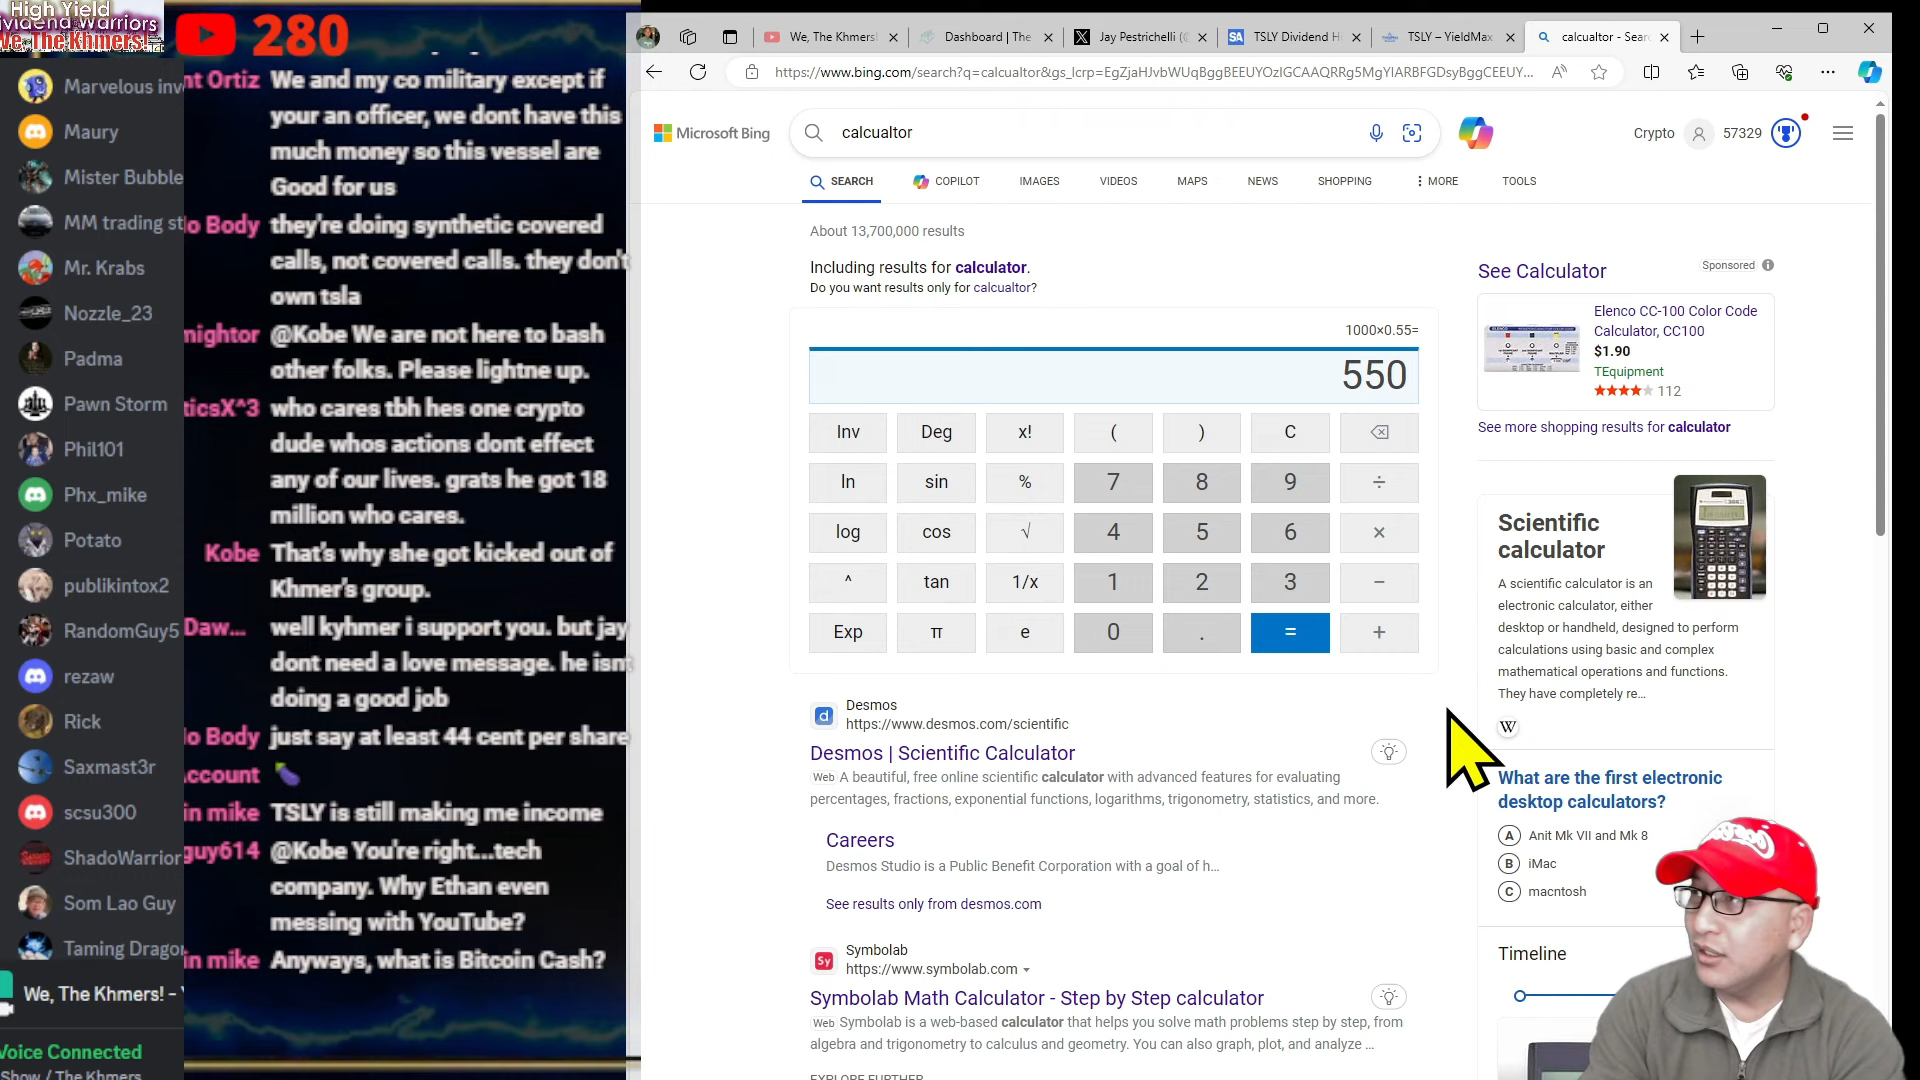 High Yield
ividend Warriors
We, The Khmers!
280
Marvelous inv
Maury
Mister Bubble
MM trading st
Mr. Krabs
Nozzle_23
Padma
Pawn Storm
Phil101
Phx_mike
Potato
publikintox2
RandomGuy5
rezaw
Rick
Saxmast3r
scsu300
ShadoWarrior
Som Lao Guy
Taming Dragor
We, The Khmers! -
Voice Connected
Show / The Khmers
nt Ortiz We and my co military except if
your an officer, we dont have this
much money so this vessel are
Good for us
o Body they're doing synthetic covered
calls, not covered calls. they don't
own tsla
mightor @Kobe We are not here to bash
other folks. Please lightne up.
ticsX^3 who cares tbh hes one crypto
dude whos actions dont effect
any of our lives. grats he got 18
million who cares.
Kobe That's why she got kicked out of
Khmer's group.
Daw... well kyhmer i support you. but jay
dont need a love message. he isnt
doing a good job
o Body just say at least 44 cent per share
ccount
in mike TSLY is still making me income
guy614 @Kobe You're right...tech
company. Why Ethan even
messing with YouTube?
in mike Anyways, what is Bitcoin Cash?
We, The Khmers!
Dashboard | The
Jay Pestrichelli (@
TSLY Dividend H
TSLY – YieldMax
calcualtor - Sear
https://www.bing.com/search?q=calcualtor&gs_lcrp=EgZjaHJvbWUqBggBEEUYOzIGCAAQRRg5MgYIARBFGDsyBggCEEUY...
Microsoft Bing
calcualtor
Crypto
57329
SEARCH
COPILOT
IMAGES
VIDEOS
MAPS
NEWS
SHOPPING
MORE
TOOLS
About 13,700,000 results
Including results for calculator.
Do you want results only for calcualtor?
1000×0.55=
550
Inv Deg x! ( ) C
ln sin % 7 8 9 ÷
log cos √ 4 5 6 ×
^ tan 1/x 1 2 3 −
Exp π e 0 . = +
Desmos
https://www.desmos.com/scientific
Desmos | Scientific Calculator
Web A beautiful, free online scientific calculator with advanced features for evaluating
percentages, fractions, exponential functions, logarithms, trigonometry, statistics, and more.
Careers
Desmos Studio is a Public Benefit Corporation with a goal of h...
See results only from desmos.com
Sy
Symbolab
https://www.symbolab.com
Symbolab Math Calculator - Step by Step calculator
Web Symbolab is a web-based calculator that helps you solve math problems step by step, from
algebra and trigonometry to calculus and geometry. You can also graph, plot, and analyze ...
EXPLORE FURTHER
See Calculator
Sponsored
Elenco CC-100 Color Code
Calculator, CC100
$1.90
TEquipment
112
See more shopping results for calculator
Scientific
calculator
A scientific calculator is an
electronic calculator, either
desktop or handheld, designed to perform
calculations using basic and complex
mathematical operations and functions.
They have completely re...
W
What are the first electronic
desktop calculators?
A Anit Mk VII and Mk 8
B iMac
C macntosh
Timeline